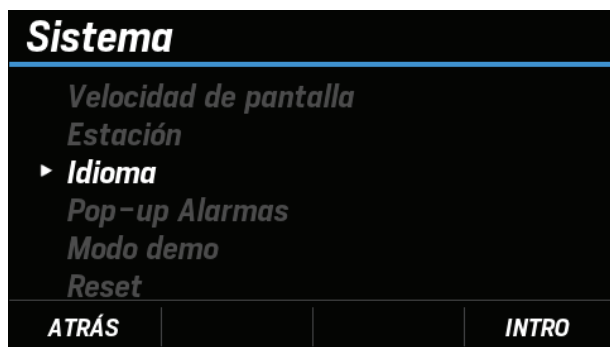 Sistema
Velocidad de pantalla
Estación
Idioma
Pop-up Alarmas
Modo demo
Reset
ATRÁS INTRO